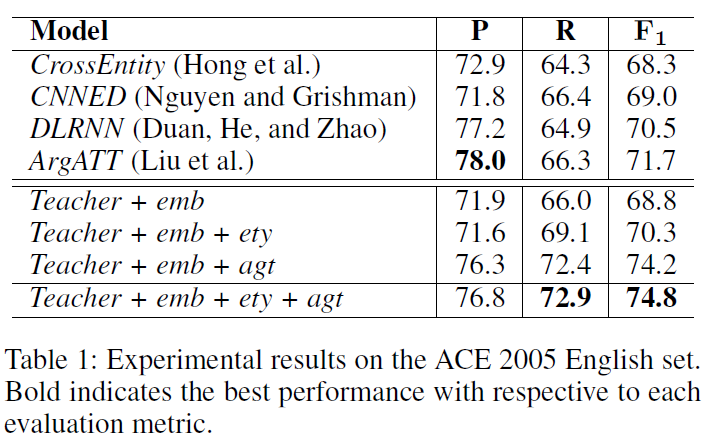 Model P R F1
CrossEntity (Hong et al.) 72.9 64.3 68.3
CNNED (Nguyen and Grishman) 71.8 66.4 69.0
DLRNN (Duan, He, and Zhao) 77.2 64.9 70.5
ArgATT (Liu et al.) 78.0 66.3 71.7
Teacher + emb 71.9 66.0 68.8
Teacher + emb + ety 71.6 69.1 70.3
Teacher + emb + agt 76.3 72.4 74.2
Teacher + emb + ety + agt 76.8 72.9 74.8
Table 1: Experimental results on the ACE 2005 English set.
Bold indicates the best performance with respective to each
evaluation metric.